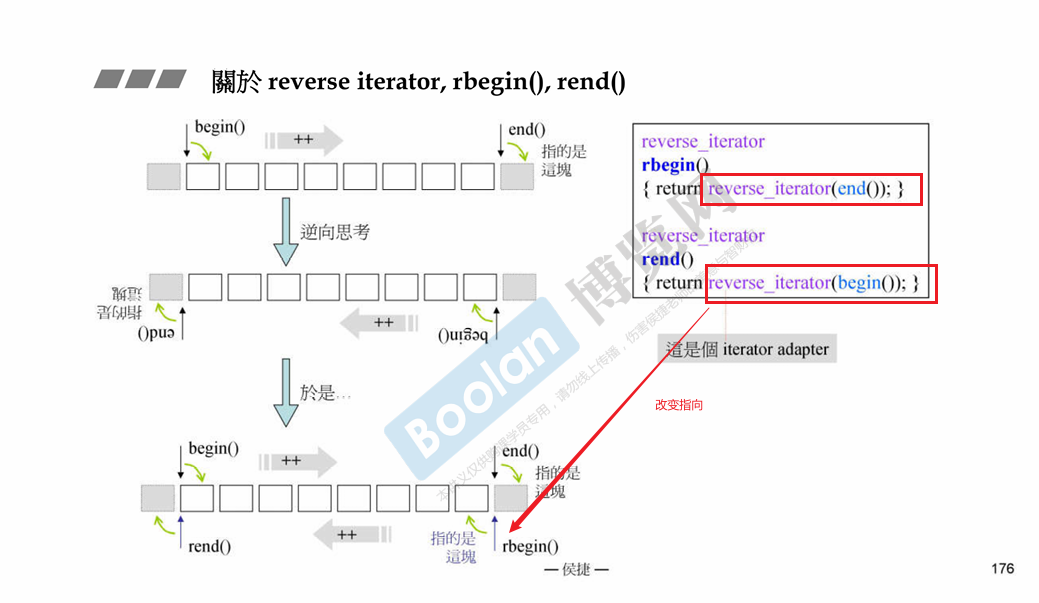 關於 reverse iterator, rbegin(), rend()
begin()
++
end()
指的是
這塊
逆向思考
指的是
這塊
end()
++
begin()
於是…
begin()
++
end()
指的是
這塊
rend()
++
指的是
這塊
rbegin()
reverse_iterator
rbegin()
{ return reverse_iterator(end()); }
reverse_iterator
rend()
{ return reverse_iterator(begin()); }
這是個 iterator adapter
改变指向
Boolan 博览网
— 侯捷 —
176